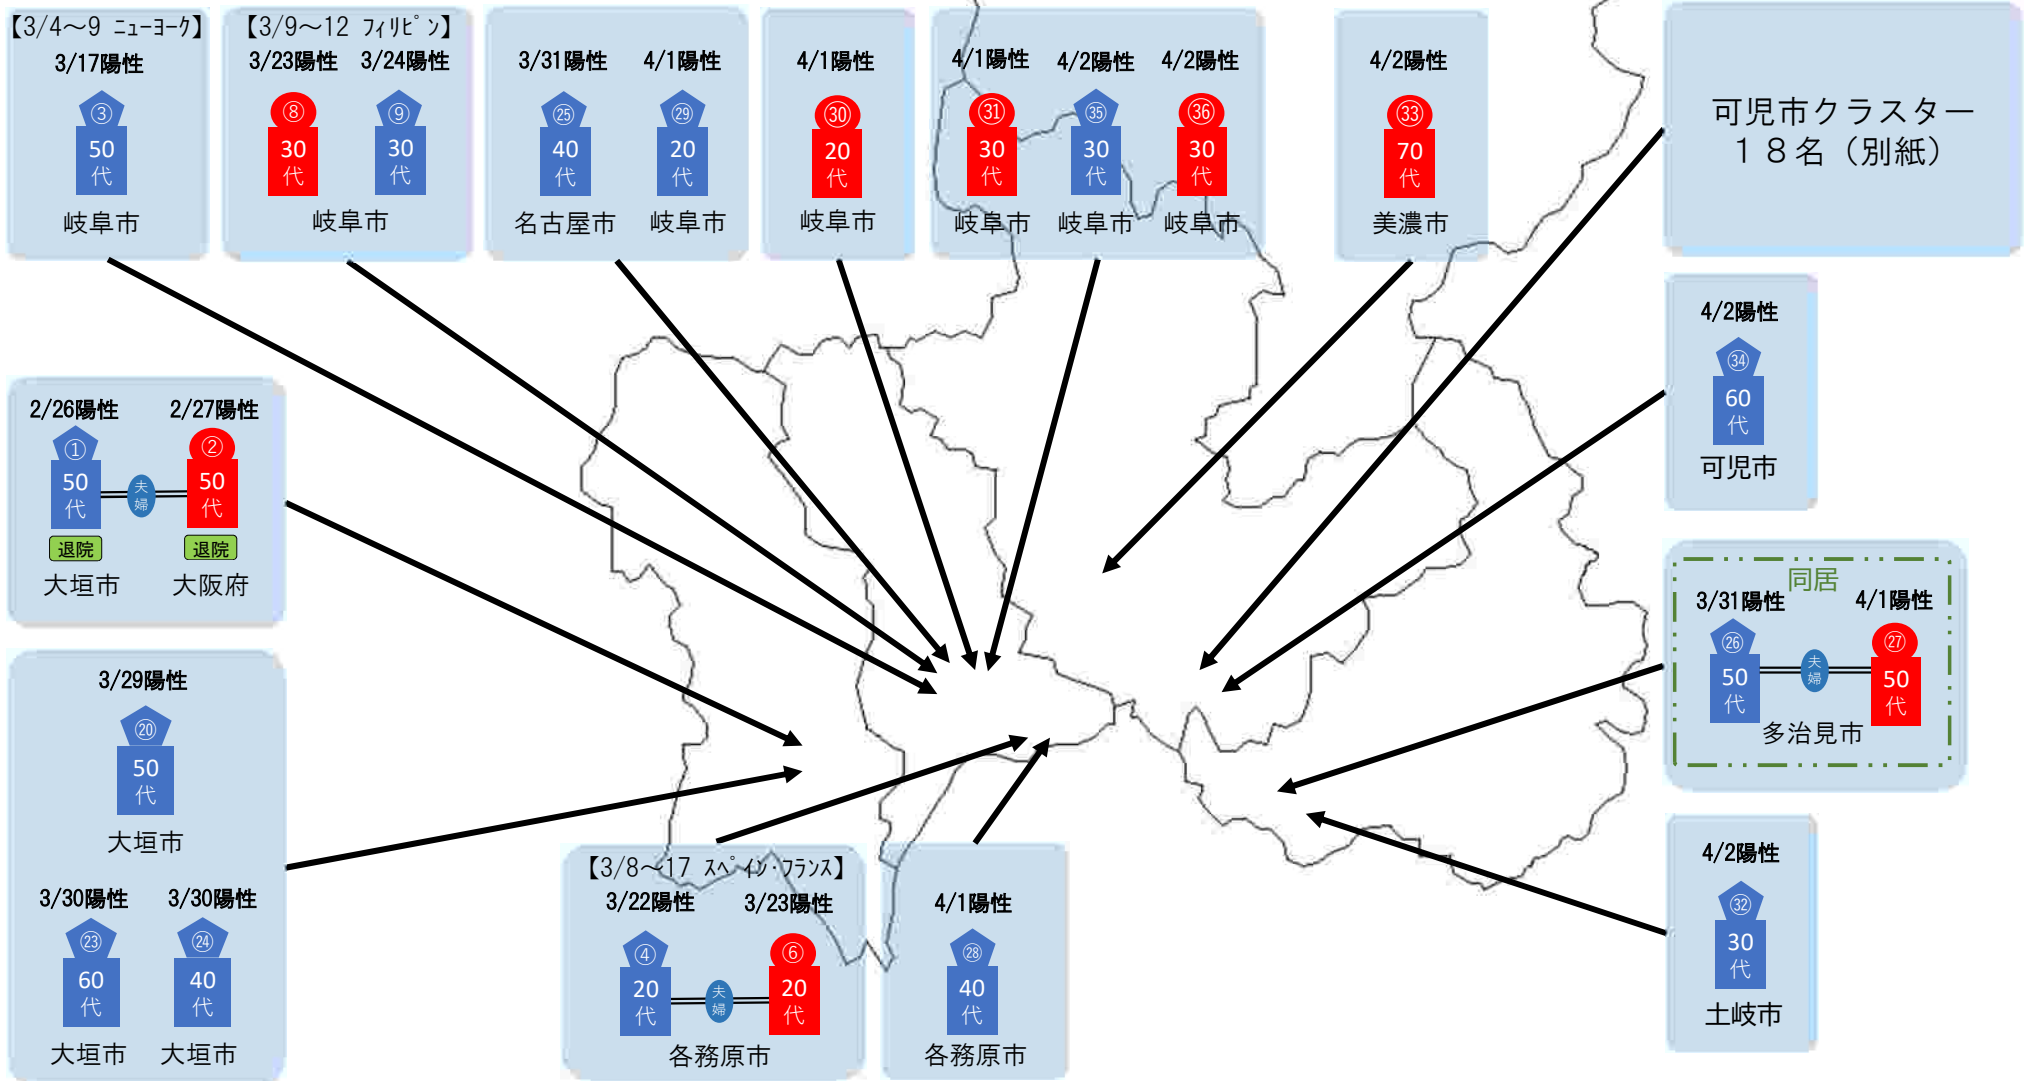 【3/4～9 ﾆｭｰﾖｰｸ】
3/17陽性
③
50
代
岐阜市
【3/9～12 ﾌｨﾘﾋﾟﾝ】
3/23陽性 3/24陽性
⑧ ⑨
30 30
代 代
岐阜市
3/31陽性 4/1陽性
㉕ ㉙
40 20
代 代
名古屋市 岐阜市
4/1陽性
㉚
20
代
岐阜市
4/1陽性 4/2陽性 4/2陽性
㉛ ㉟ ㊱
30 30 30
代 代 代
岐阜市 岐阜市 岐阜市
4/2陽性
㉝
70
代
美濃市
可児市クラスター
１８名（別紙）
4/2陽性
㉞
60
代
可児市
2/26陽性 2/27陽性
① ②
50 夫 50
代 婦 代
退院 退院
大垣市 大阪府
同居
3/31陽性 4/1陽性
㉖ ㉗
50 夫 50
代 婦 代
多治見市
3/29陽性
⑳
50
代
大垣市
3/30陽性 3/30陽性
㉓ ㉔
60 40
代 代
大垣市 大垣市
【3/8～17 ｽﾍﾟｲﾝ･ﾌﾗﾝｽ】
3/22陽性 3/23陽性
④ ⑥
20 夫 20
代 婦 代
各務原市
4/1陽性
㉘
40
代
各務原市
4/2陽性
㉜
30
代
土岐市